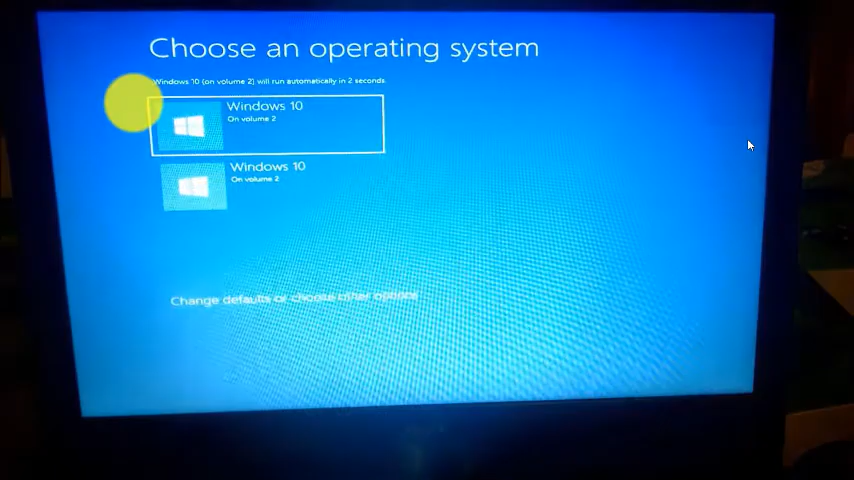 Choose an operating system
Windows 10 (on volume 2) will run automatically in 2 seconds.
Windows 10
On volume 2
Windows 10
On volume 2
Change defaults or choose other options